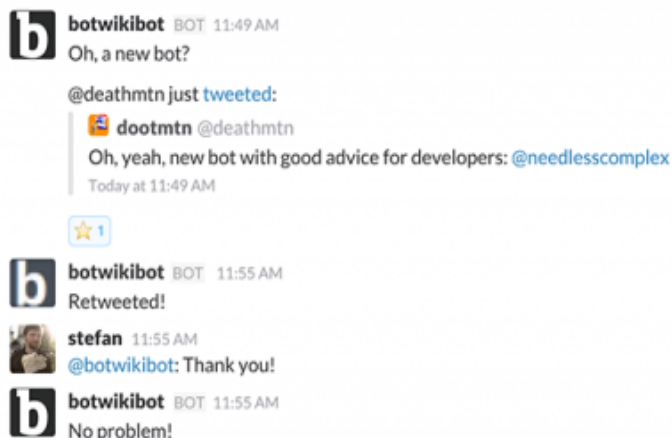 botwikibot BOT 11:49 AM
Oh, a new bot?
@deathmtn just tweeted:
dootmtn @deathmtn
Oh, yeah, new bot with good advice for developers: @needlesscomplex
Today at 11:49 AM
1
botwikibot BOT 11:55 AM
Retweeted!
stefan 11:55 AM
@botwikibot: Thank you!
botwikibot BOT 11:55 AM
No problem!